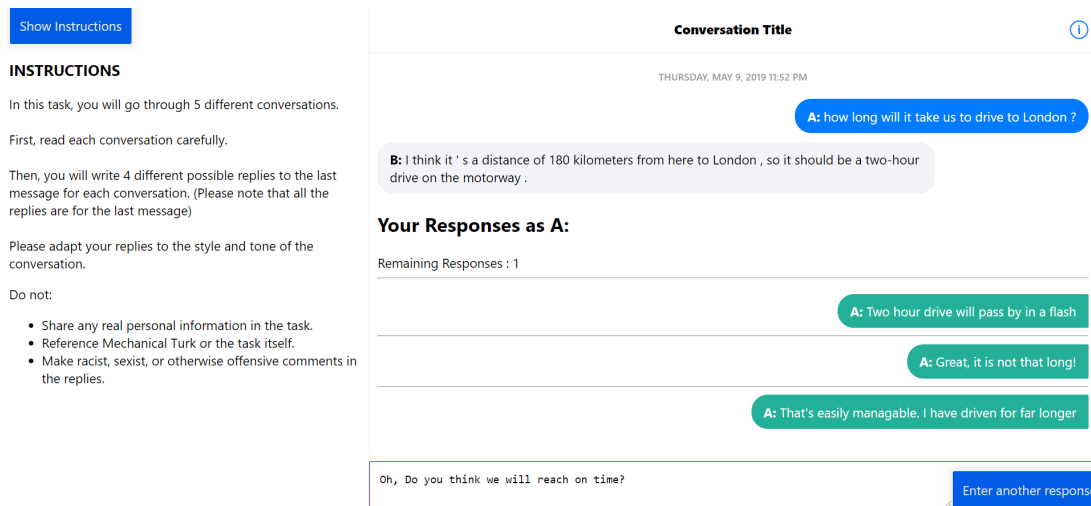 Show Instructions
INSTRUCTIONS
In this task, you will go through 5 different conversations.
First, read each conversation carefully.
Then, you will write 4 different possible replies to the last
message for each conversation. (Please note that all the
replies are for the last message)
Please adapt your replies to the style and tone of the
conversation.
Do not:
• Share any real personal information in the task.
• Reference Mechanical Turk or the task itself.
• Make racist, sexist, or otherwise offensive comments in
the replies.
Conversation Title
i
THURSDAY, MAY 9, 2019 11:52 PM
A: how long will it take us to drive to London ?
B: I think it ' s a distance of 180 kilometers from here to London , so it should be a two-hour
drive on the motorway .
Your Responses as A:
Remaining Responses : 1
A: Two hour drive will pass by in a flash
A: Great, it is not that long!
A: That's easily managable. I have driven for far longer
Oh, Do you think we will reach on time?
Enter another response